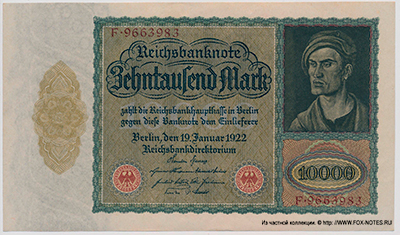 F·9663983
Reichsbanknote
Zehntausend Mark
zahlt die Reichsbankhauptkasse in Berlin
gegen diese Banknote dem Einlieferer
Berlin, den 19. Januar 1922
Reichsbankdirektorium
10000
F·9663983
Из частной коллекции. ©
www.FOX-NOTES.RU